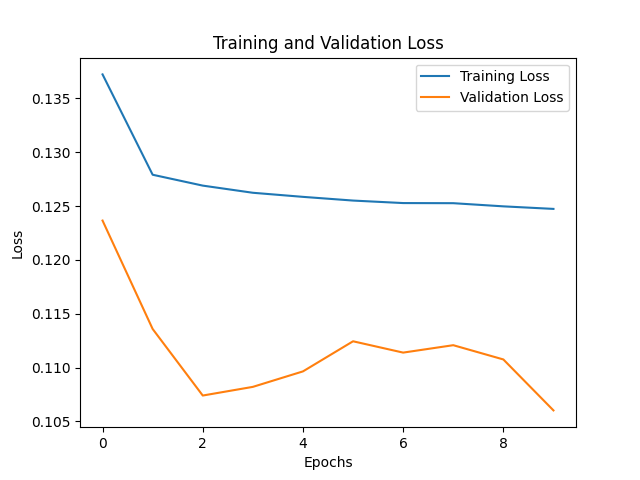 Training and Validation Loss
Training Loss
Validation Loss
0.135
0.130
0.125
0.120
0.115
0.110
0.105
Loss
0
2
4
6
8
Epochs